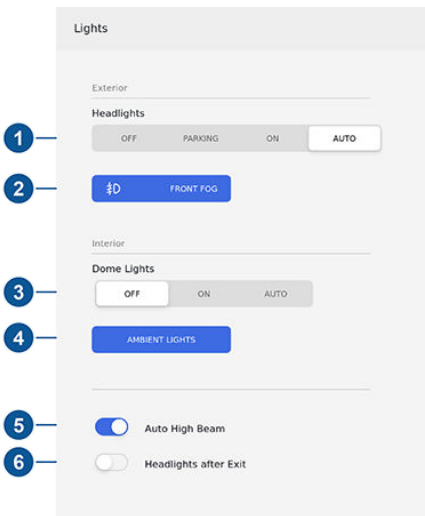 Lights
Exterior
Headlights
1 OFF PARKING ON AUTO
2 FRONT FOG
Interior
Dome Lights
3 OFF ON AUTO
4 AMBIENT LIGHTS
5 Auto High Beam
6 Headlights after Exit